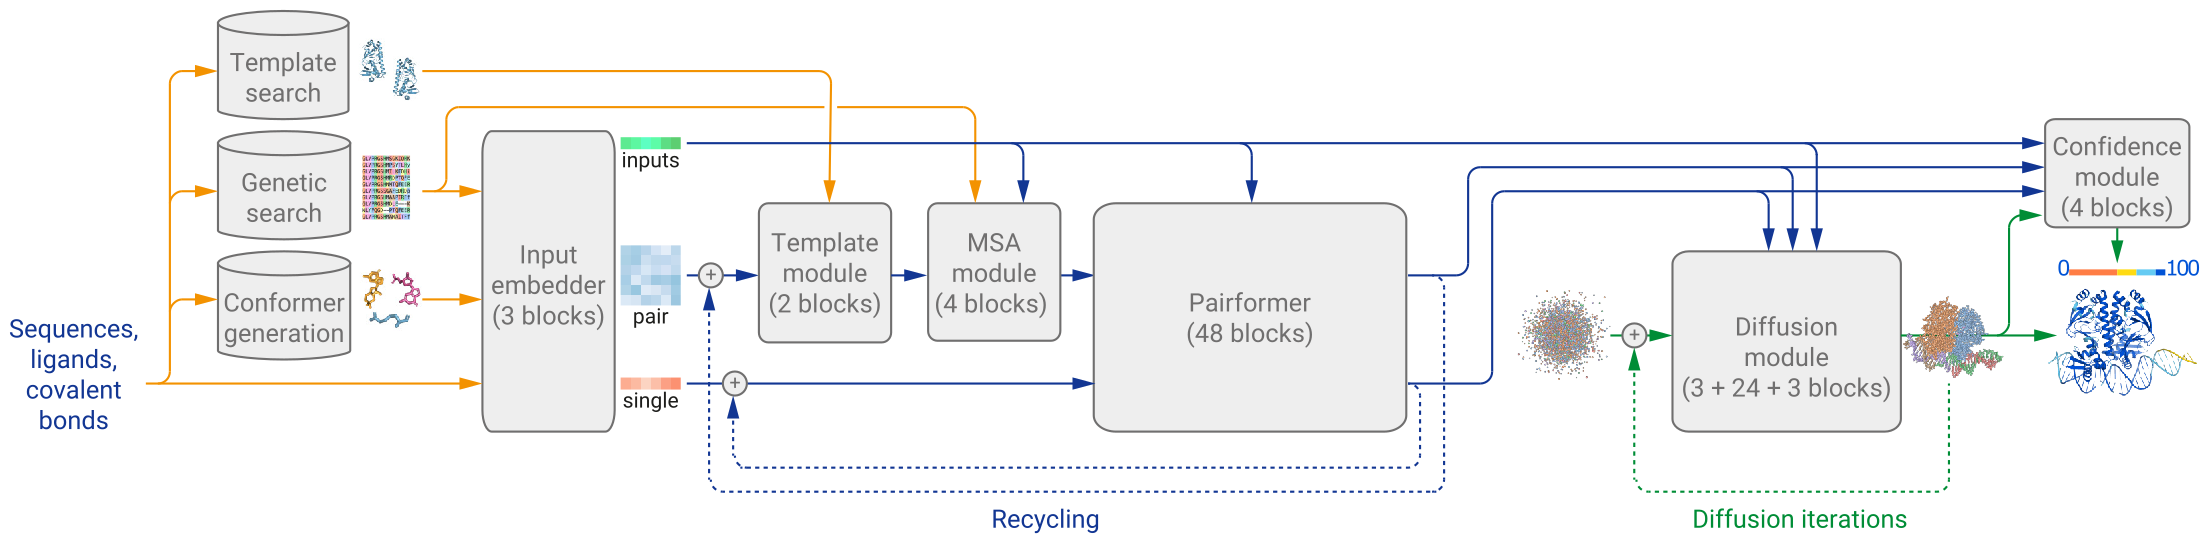 Template
search
Genetic
search
Conformer
generation
Sequences,
ligands,
covalent
bonds
Input
embedder
(3 blocks)
inputs
pair
single
Template
module
(2 blocks)
MSA
module
(4 blocks)
Pairformer
(48 blocks)
Diffusion
module
(3 + 24 + 3 blocks)
Confidence
module
(4 blocks)
0 100
Recycling
Diffusion iterations